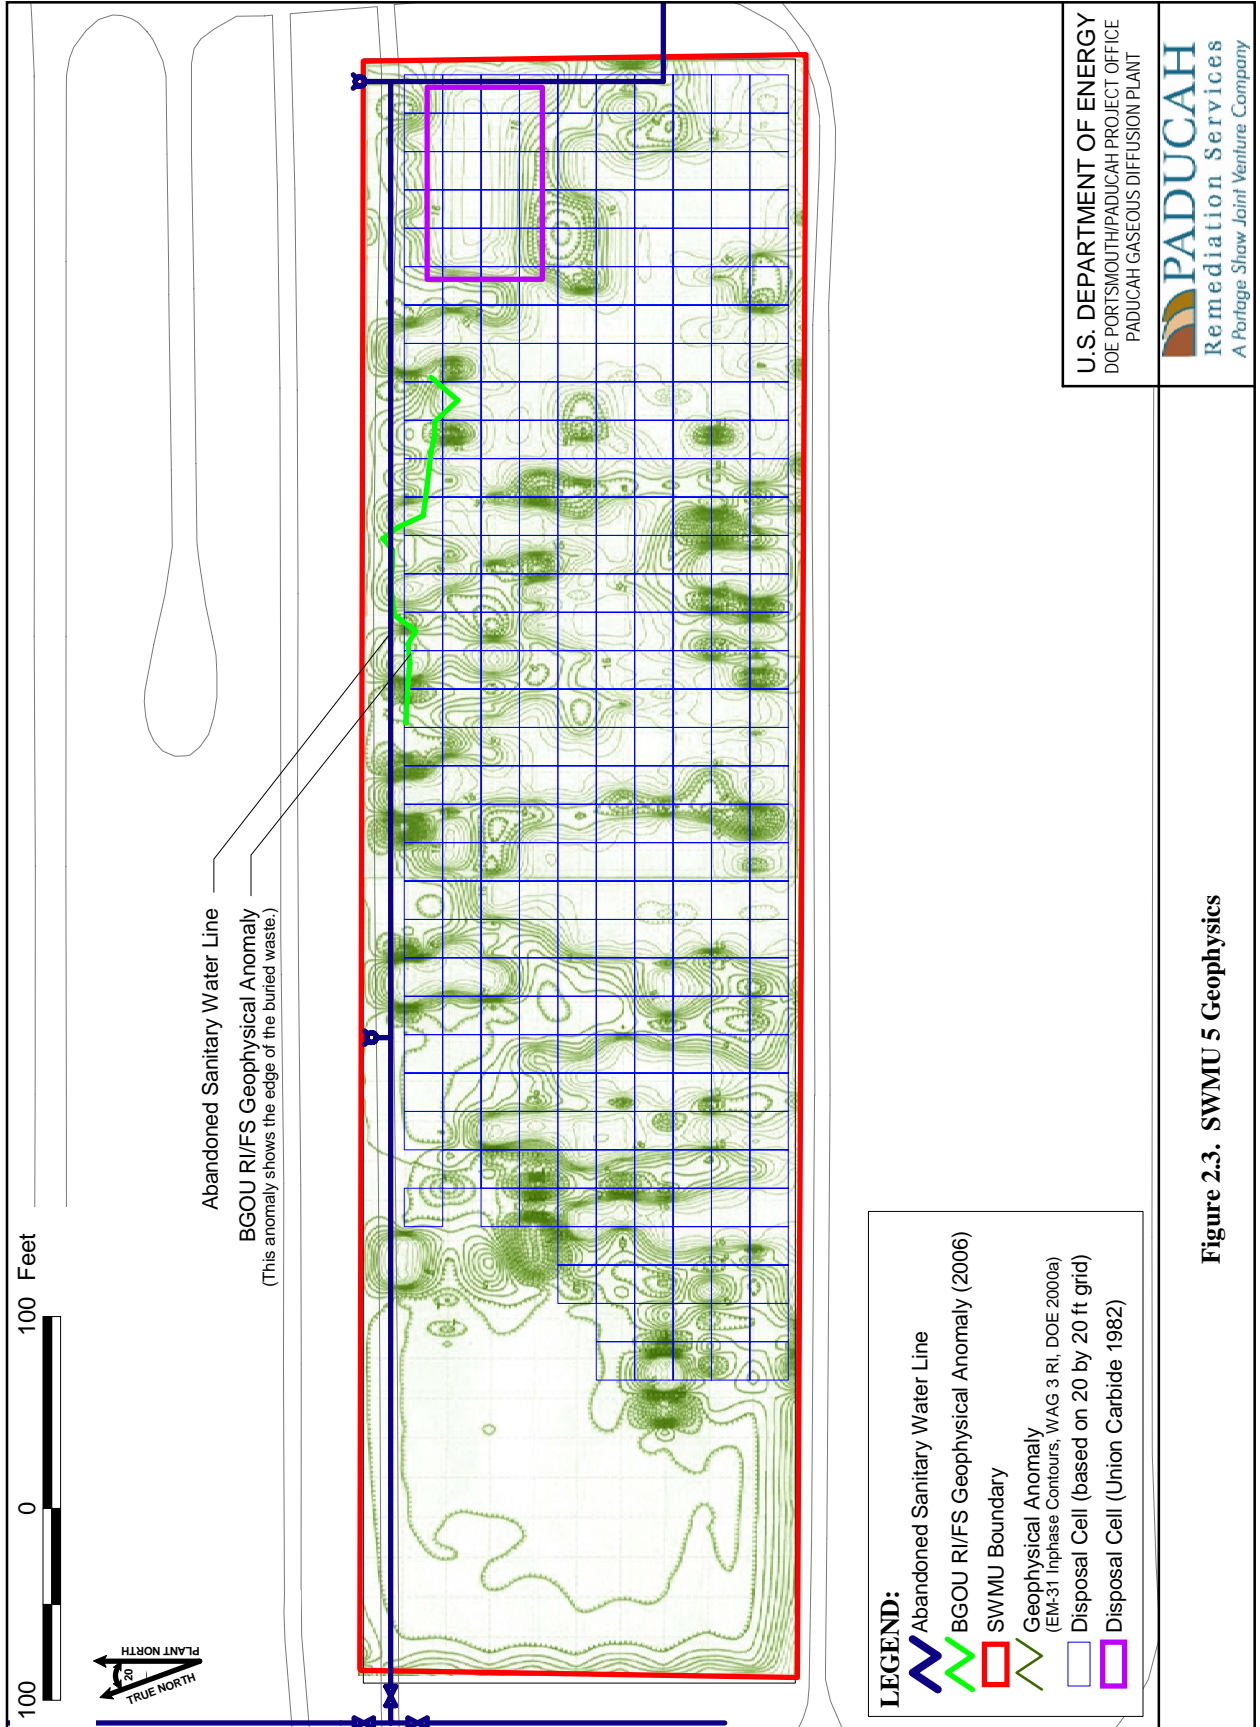 100 0 100 Feet
PLANT NORTH
20
TRUE NORTH
Abandoned Sanitary Water Line
BGOU RI/FS Geophysical Anomaly
(This anomaly shows the edge of the buried waste.)
LEGEND:
Abandoned Sanitary Water Line
BGOU RI/FS Geophysical Anomaly (2006)
SWMU Boundary
Geophysical Anomaly
(EM-31 Inphase Contours, WAG 3 RI, DOE 2000a)
Disposal Cell (based on 20 by 20 ft grid)
Disposal Cell (Union Carbide 1982)
U.S. DEPARTMENT OF ENERGY
DOE PORTSMOUTH/PADUCAH PROJECT OFFICE
PADUCAH GASEOUS DIFFUSION PLANT
PADUCAH
Remediation Services
A Portage Shaw Joint Venture Company
Figure 2.3. SWMU 5 Geophysics